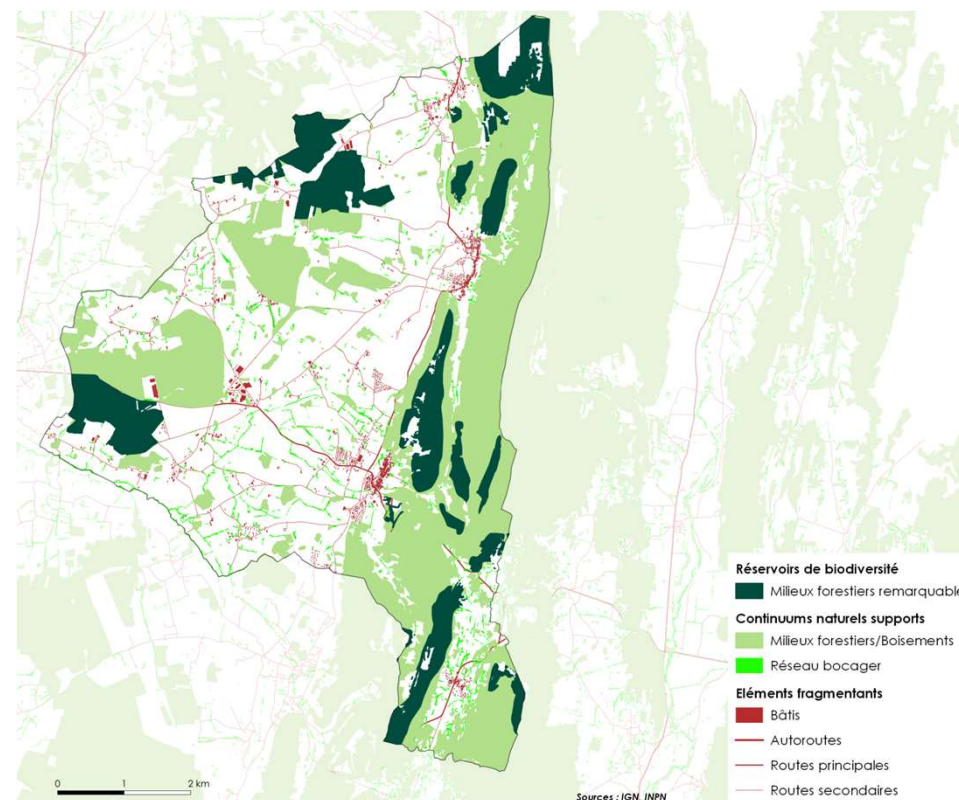 Réservoirs de biodiversité
Milieux forestiers remarquable
Continuums naturels supports
Milieux forestiers/Boisements
Réseau bocager
Eléments fragmentants
Bâtis
Autoroutes
Routes principales
Routes secondaires
0 1 2 km
Sources : IGN, INPN